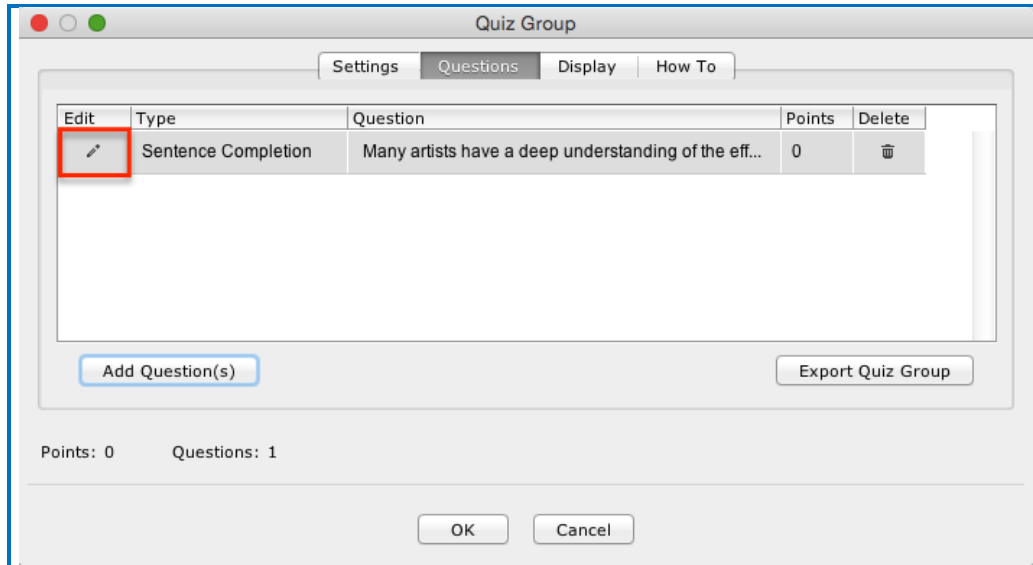 Quiz Group
Settings Questions Display How To
Edit Type Question Points Delete
Sentence Completion Many artists have a deep understanding of the eff... 0
Add Question(s) Export Quiz Group
Points: 0 Questions: 1
OK Cancel